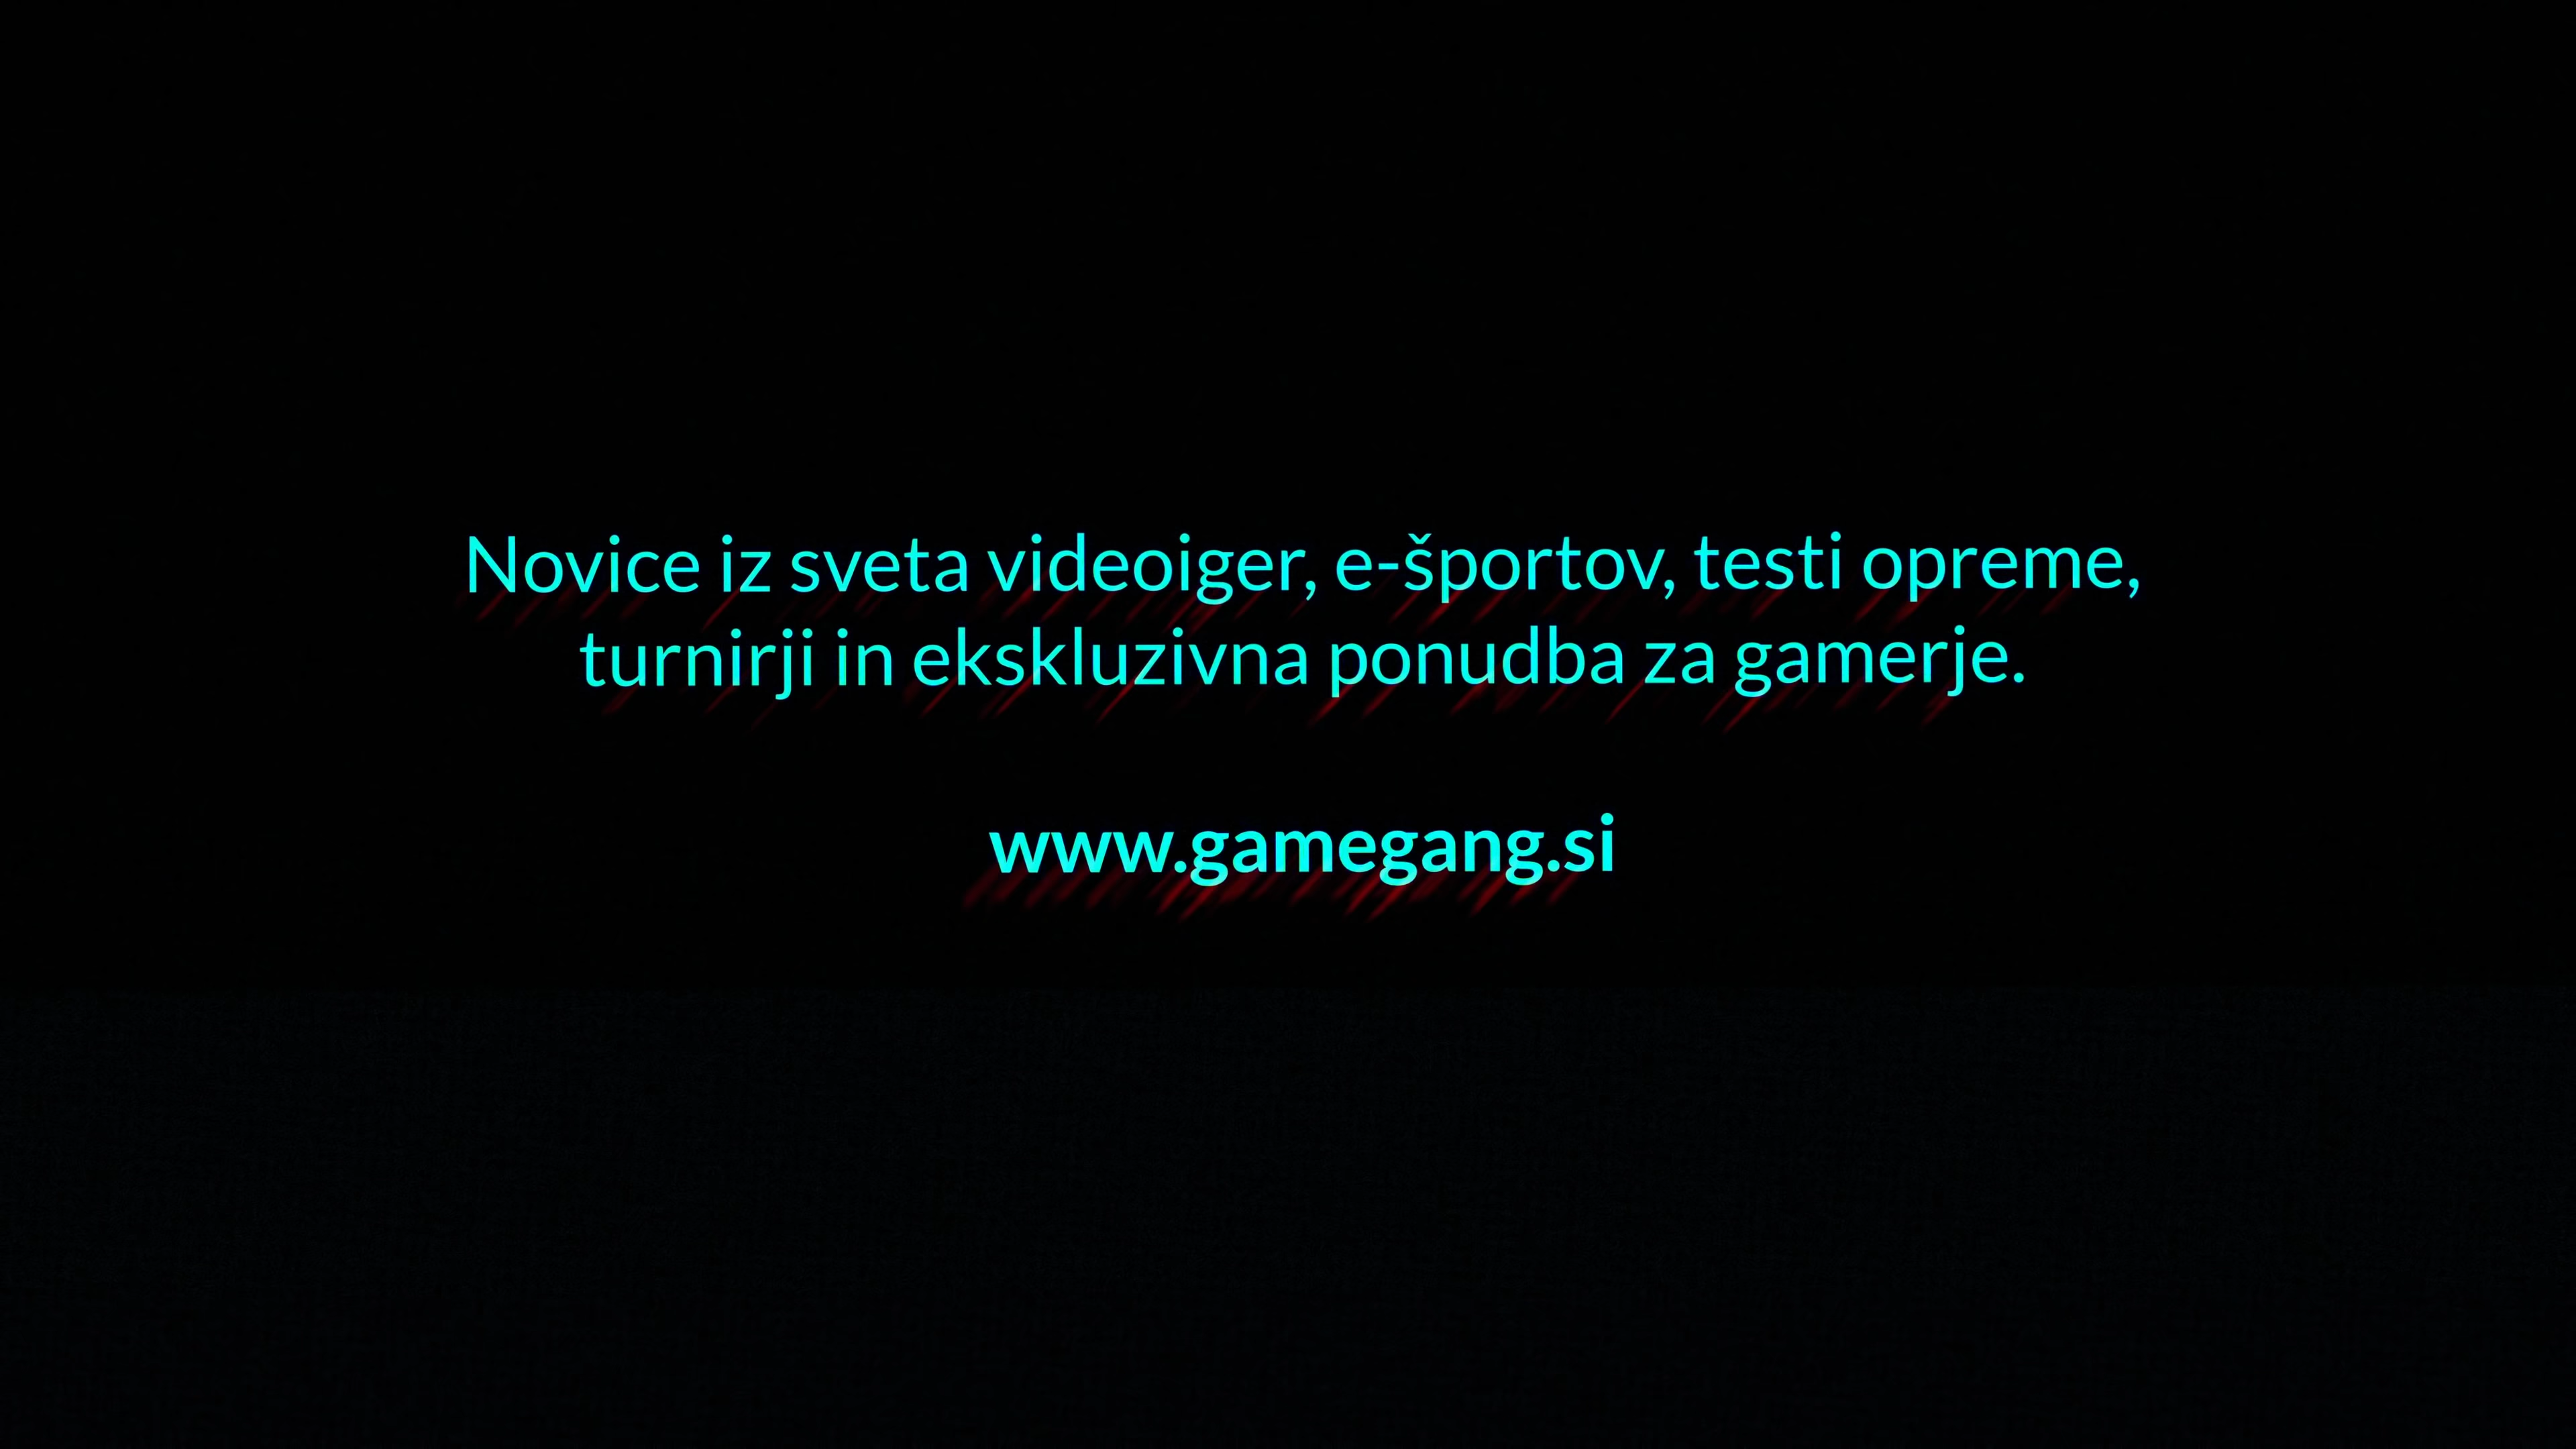 Novice iz sveta videoiger, e-športov, testi opreme,
turnirji in ekskluzivna ponudba za gamerje.
www.gamegang.si